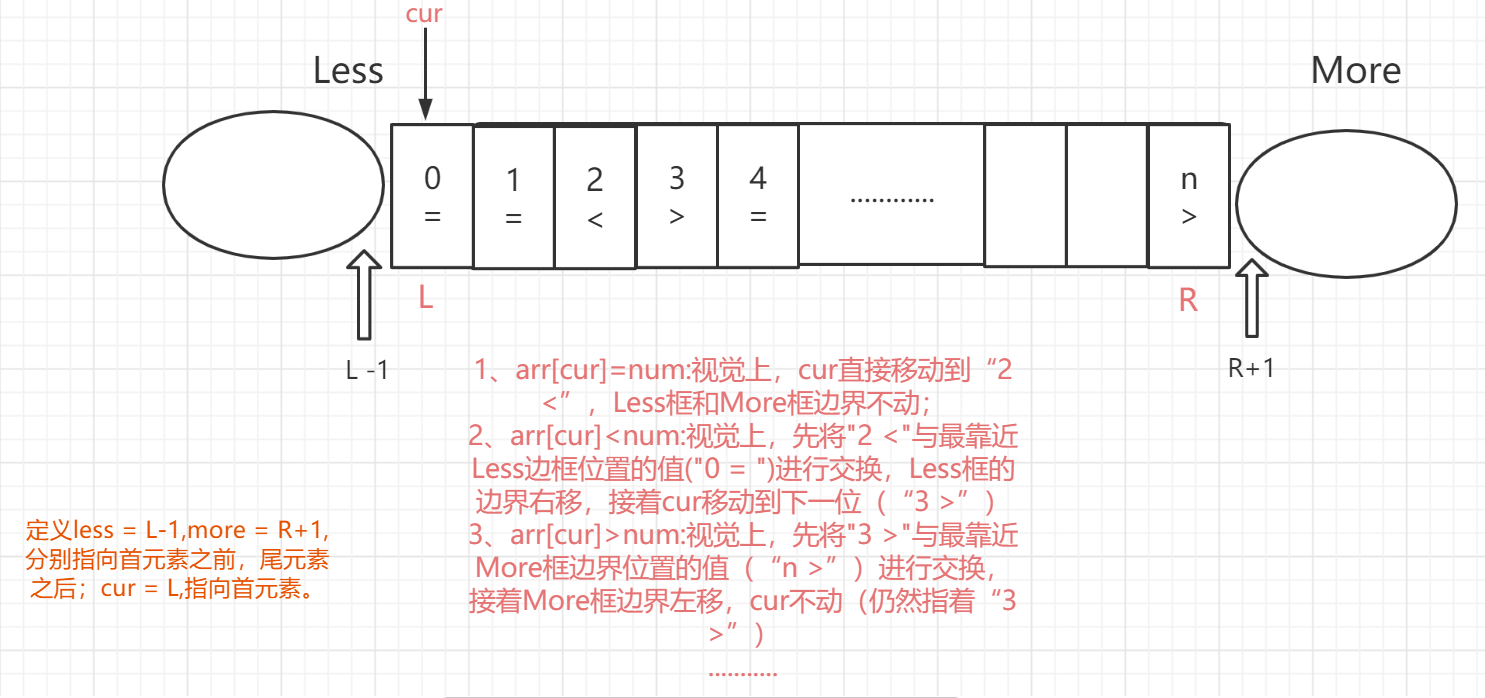 cur
Less
More
0 1 2 3 4 ............ n
= = < > = >
L
R
L -1
R+1
1、arr[cur]=num:视觉上，cur直接移动到“2
<”，Less框和More框边界不动；
2、arr[cur]<num:视觉上，先将"2 <"与最靠近
Less边框位置的值("0 = ")进行交换，Less框的
边界右移，接着cur移动到下一位（“3 >”）
3、arr[cur]>num:视觉上，先将"3 >"与最靠近
More框边界位置的值（“n >”）进行交换，
接着More框边界左移，cur不动（仍然指着“3
>”）
...........
定义less = L-1,more = R+1,
分别指向首元素之前，尾元素
之后；cur = L,指向首元素。